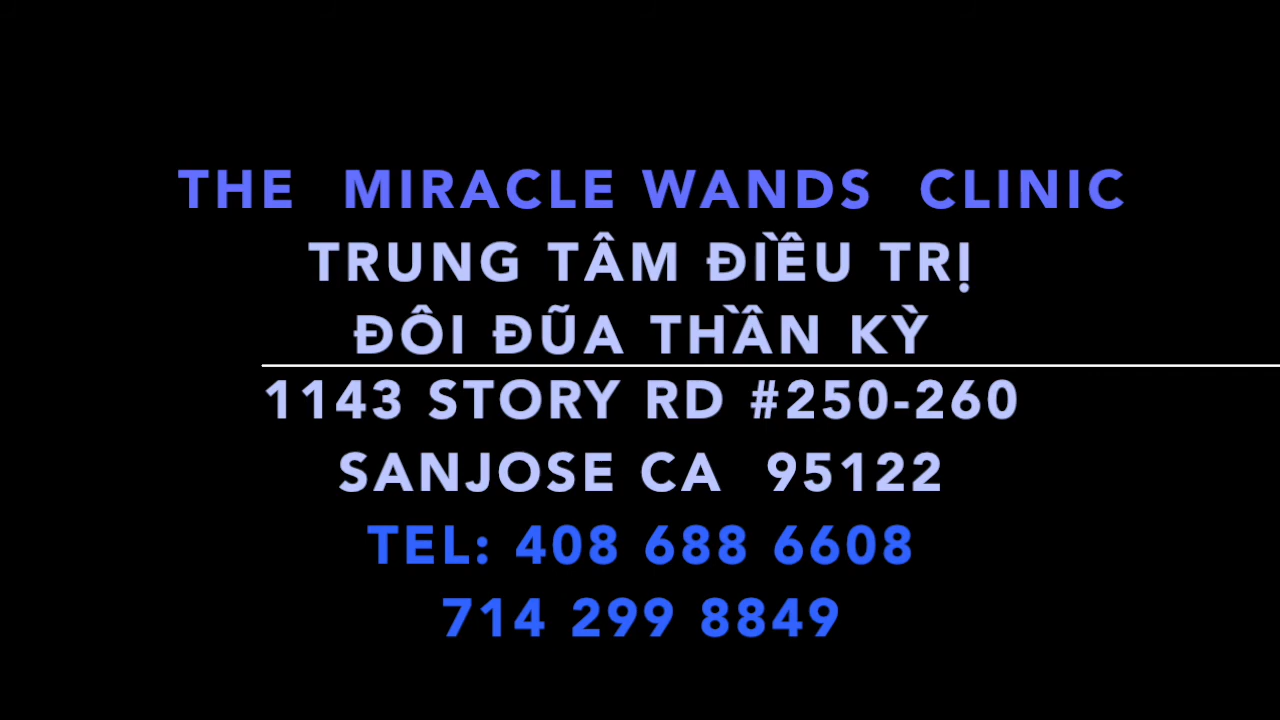 THE MIRACLE WANDS CLINIC
TRUNG TÂM ĐIỀU TRỊ
ĐÔI ĐŨA THẦN KỲ
1143 STORY RD #250-260
SANJOSE CA 95122
TEL: 408 688 6608
714 299 8849